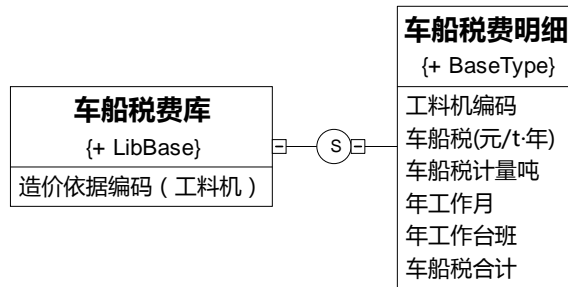 车船税费库
{+ LibBase}
造价依据编码（工料机）
S
车船税费明细
{+ BaseType}
工料机编码
车船税(元/t·年)
车船税计量吨
年工作月
年工作台班
车船税合计